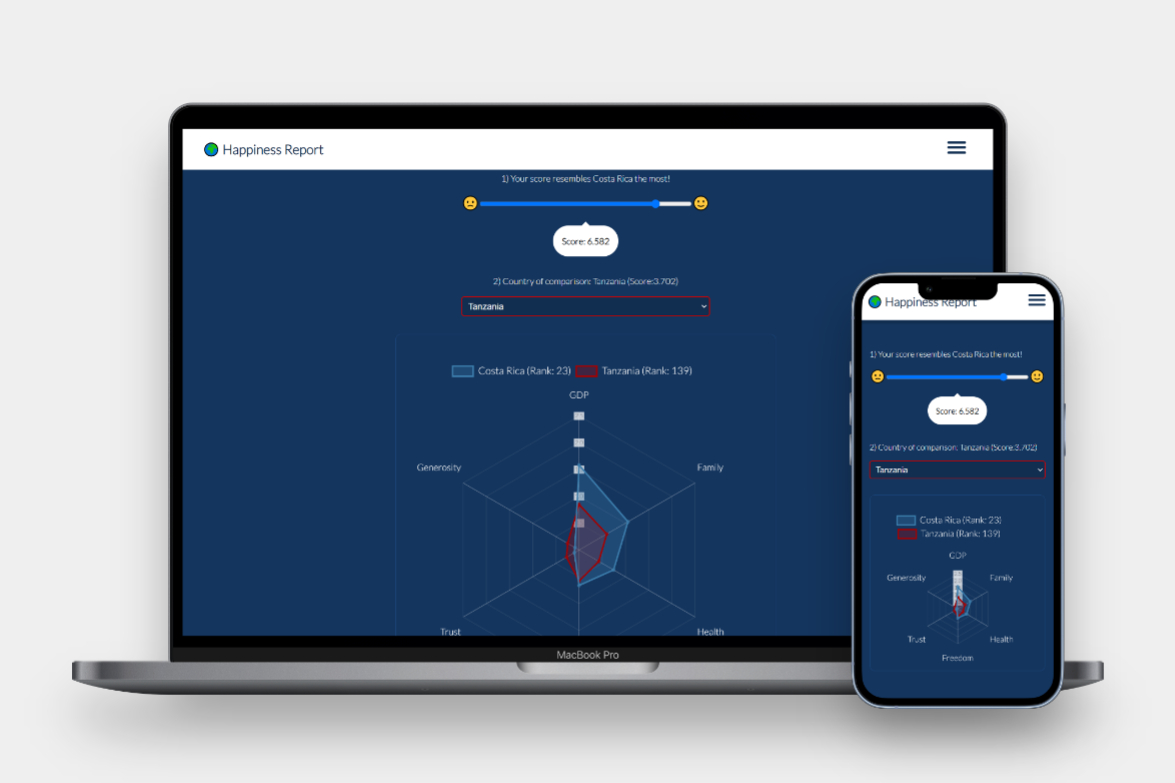 Happiness Report
1) Your score resembles Costa Rica the most!
Score: 6.582
2) Country of comparison: Tanzania (Score:3.702)
Tanzania
Costa Rica (Rank: 23) Tanzania (Rank: 139)
GDP
Generosity Family
Trust Health
MacBook Pro
Happiness Report
1) Your score resembles Costa Rica the most!
Score: 6.582
2) Country of comparison: Tanzania (Score:3.702)
Tanzania
Costa Rica (Rank: 23)
Tanzania (Rank: 139)
GDP
Generosity Family
Trust Health
Freedom